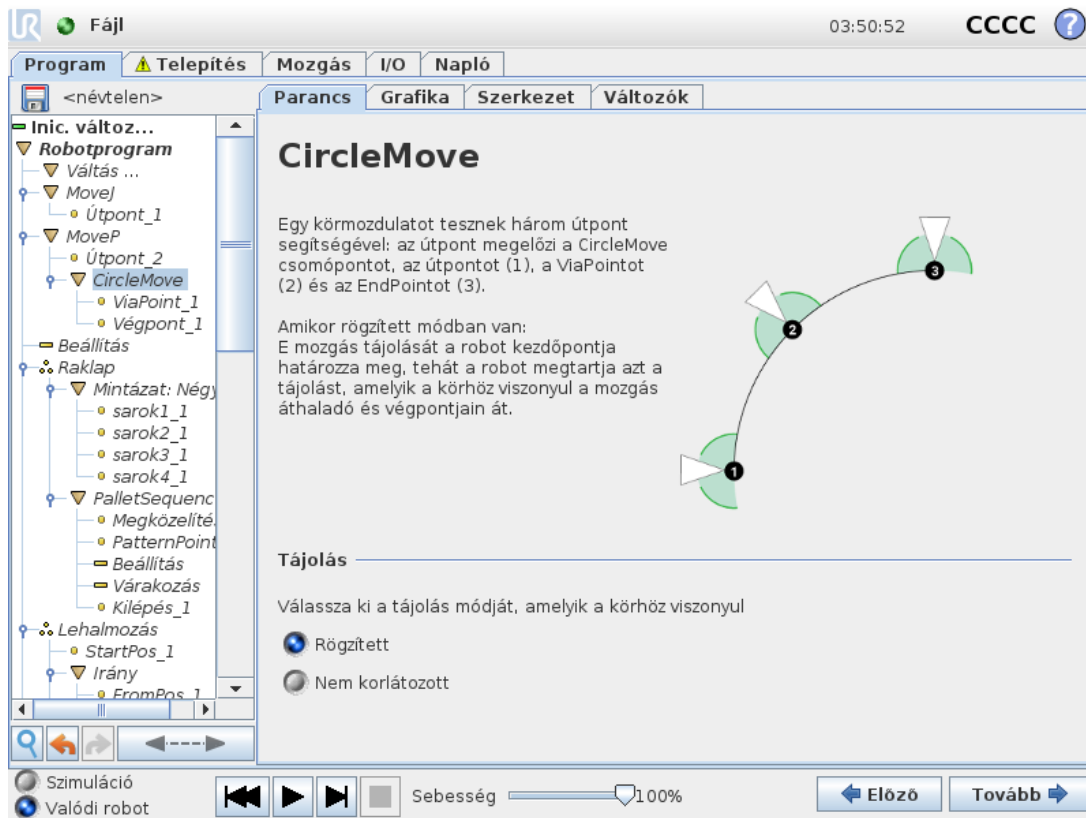 Fájl
03:50:52
CCCC
?
Program
Telepítés
Mozgás
I/O
Napló
<névtelen>
Parancs
Grafika
Szerkezet
Változók
Inic. változ...
Robotprogram
Váltás ...
MoveJ
Útpont_1
MoveP
Útpont_2
CircleMove
ViaPoint_1
Végpont_1
Beállítás
Raklap
Mintázat: Négy
sarok1_1
sarok2_1
sarok3_1
sarok4_1
PalletSequenc
Megközelíté
PatternPoint
Beállítás
Várakozás
Kilépés_1
Lehalmozás
StartPos_1
Irány
FromPos_1
CircleMove
Egy körmozdulatot tesznek három útpont
segítségével: az útpont megelőzi a CircleMove
csomópontot, az útpontot (1), a ViaPointot
(2) és az EndPointot (3).
Amikor rögzített módban van:
E mozgás tájolását a robot kezdőpontja
határozza meg, tehát a robot megtartja azt a
tájolást, amelyik a körhöz viszonyul a mozgás
áthaladó és végpontjain át.
3
2
1
Tájolás
Válassza ki a tájolás módját, amelyik a körhöz viszonyul
Rögzített
Nem korlátozott
Szimuláció
Valódi robot
Sebesség
100%
Előző
Tovább